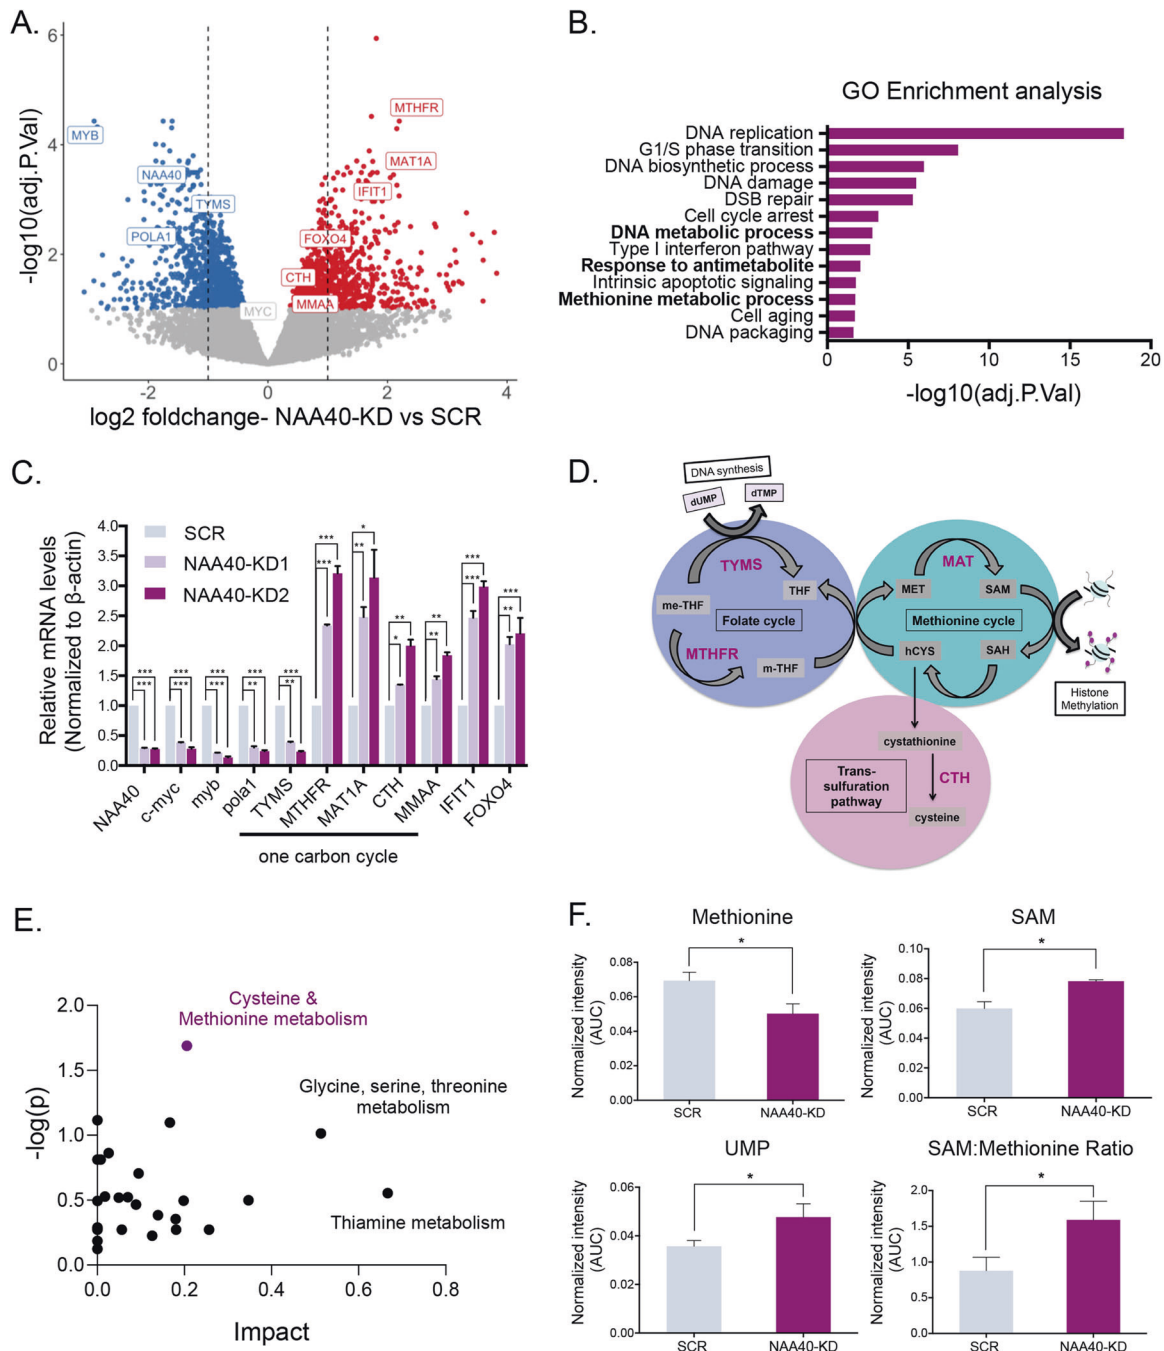 A.
6
4
2
0
-log10(adj.P.Val)
MYB
NAA40
TYMS
POLA1
MTHFR
MAT1A
IFIT1
FOXO4
CTH
MMAA
MYC
-2
0
2
4
log2 foldchange- NAA40-KD vs SCR
B.
GO Enrichment analysis
DNA replication
G1/S phase transition
DNA biosynthetic process
DNA damage
DSB repair
Cell cycle arrest
DNA metabolic process
Type I interferon pathway
Response to antimetabolite
Intrinsic apoptotic signaling
Methionine metabolic process
Cell aging
DNA packaging
0
5
10
15
20
-log10(adj.P.Val)
C.
Relative mRNA levels
(Normalized to β-actin)
4.0
3.5
3.0
2.5
2.0
1.5
1.0
0.5
0.0
SCR
NAA40-KD1
NAA40-KD2
***
***
***
***
***
***
***
**
***
**
***
***
*
**
**
*
**
**
***
***
***
**
NAA40
c-myc
myb
pola1
TYMS
MTHFR
MAT1A
CTH
MMAA
IFIT1
FOXO4
one carbon cycle
D.
DNA synthesis
dUMP
dTMP
TYMS
THF
me-THF
Folate cycle
MTHFR
m-THF
MAT
MET
SAM
Methionine cycle
hCYS
SAH
Histone
Methylation
cystathionine
Trans-
sulfuration
pathway
CTH
cysteine
E.
-log(p)
2.0
1.5
1.0
0.5
0.0
Cysteine &
Methionine metabolism
Glycine, serine, threonine
metabolism
Thiamine metabolism
0.0
0.2
0.4
0.6
0.8
Impact
F.
Methionine
Normalized intensity
(AUC)
0.08
0.06
0.04
0.02
0.00
*
SCR
NAA40-KD
SAM
Normalized intensity
(AUC)
0.10
0.08
0.06
0.04
0.02
0.00
*
SCR
NAA40-KD
UMP
Normalized intensity
(AUC)
0.06
0.04
0.02
0.00
*
SCR
NAA40-KD
SAM:Methionine Ratio
Normalized intensity
(AUC)
2.0
1.5
1.0
0.5
0.0
*
SCR
NAA40-KD